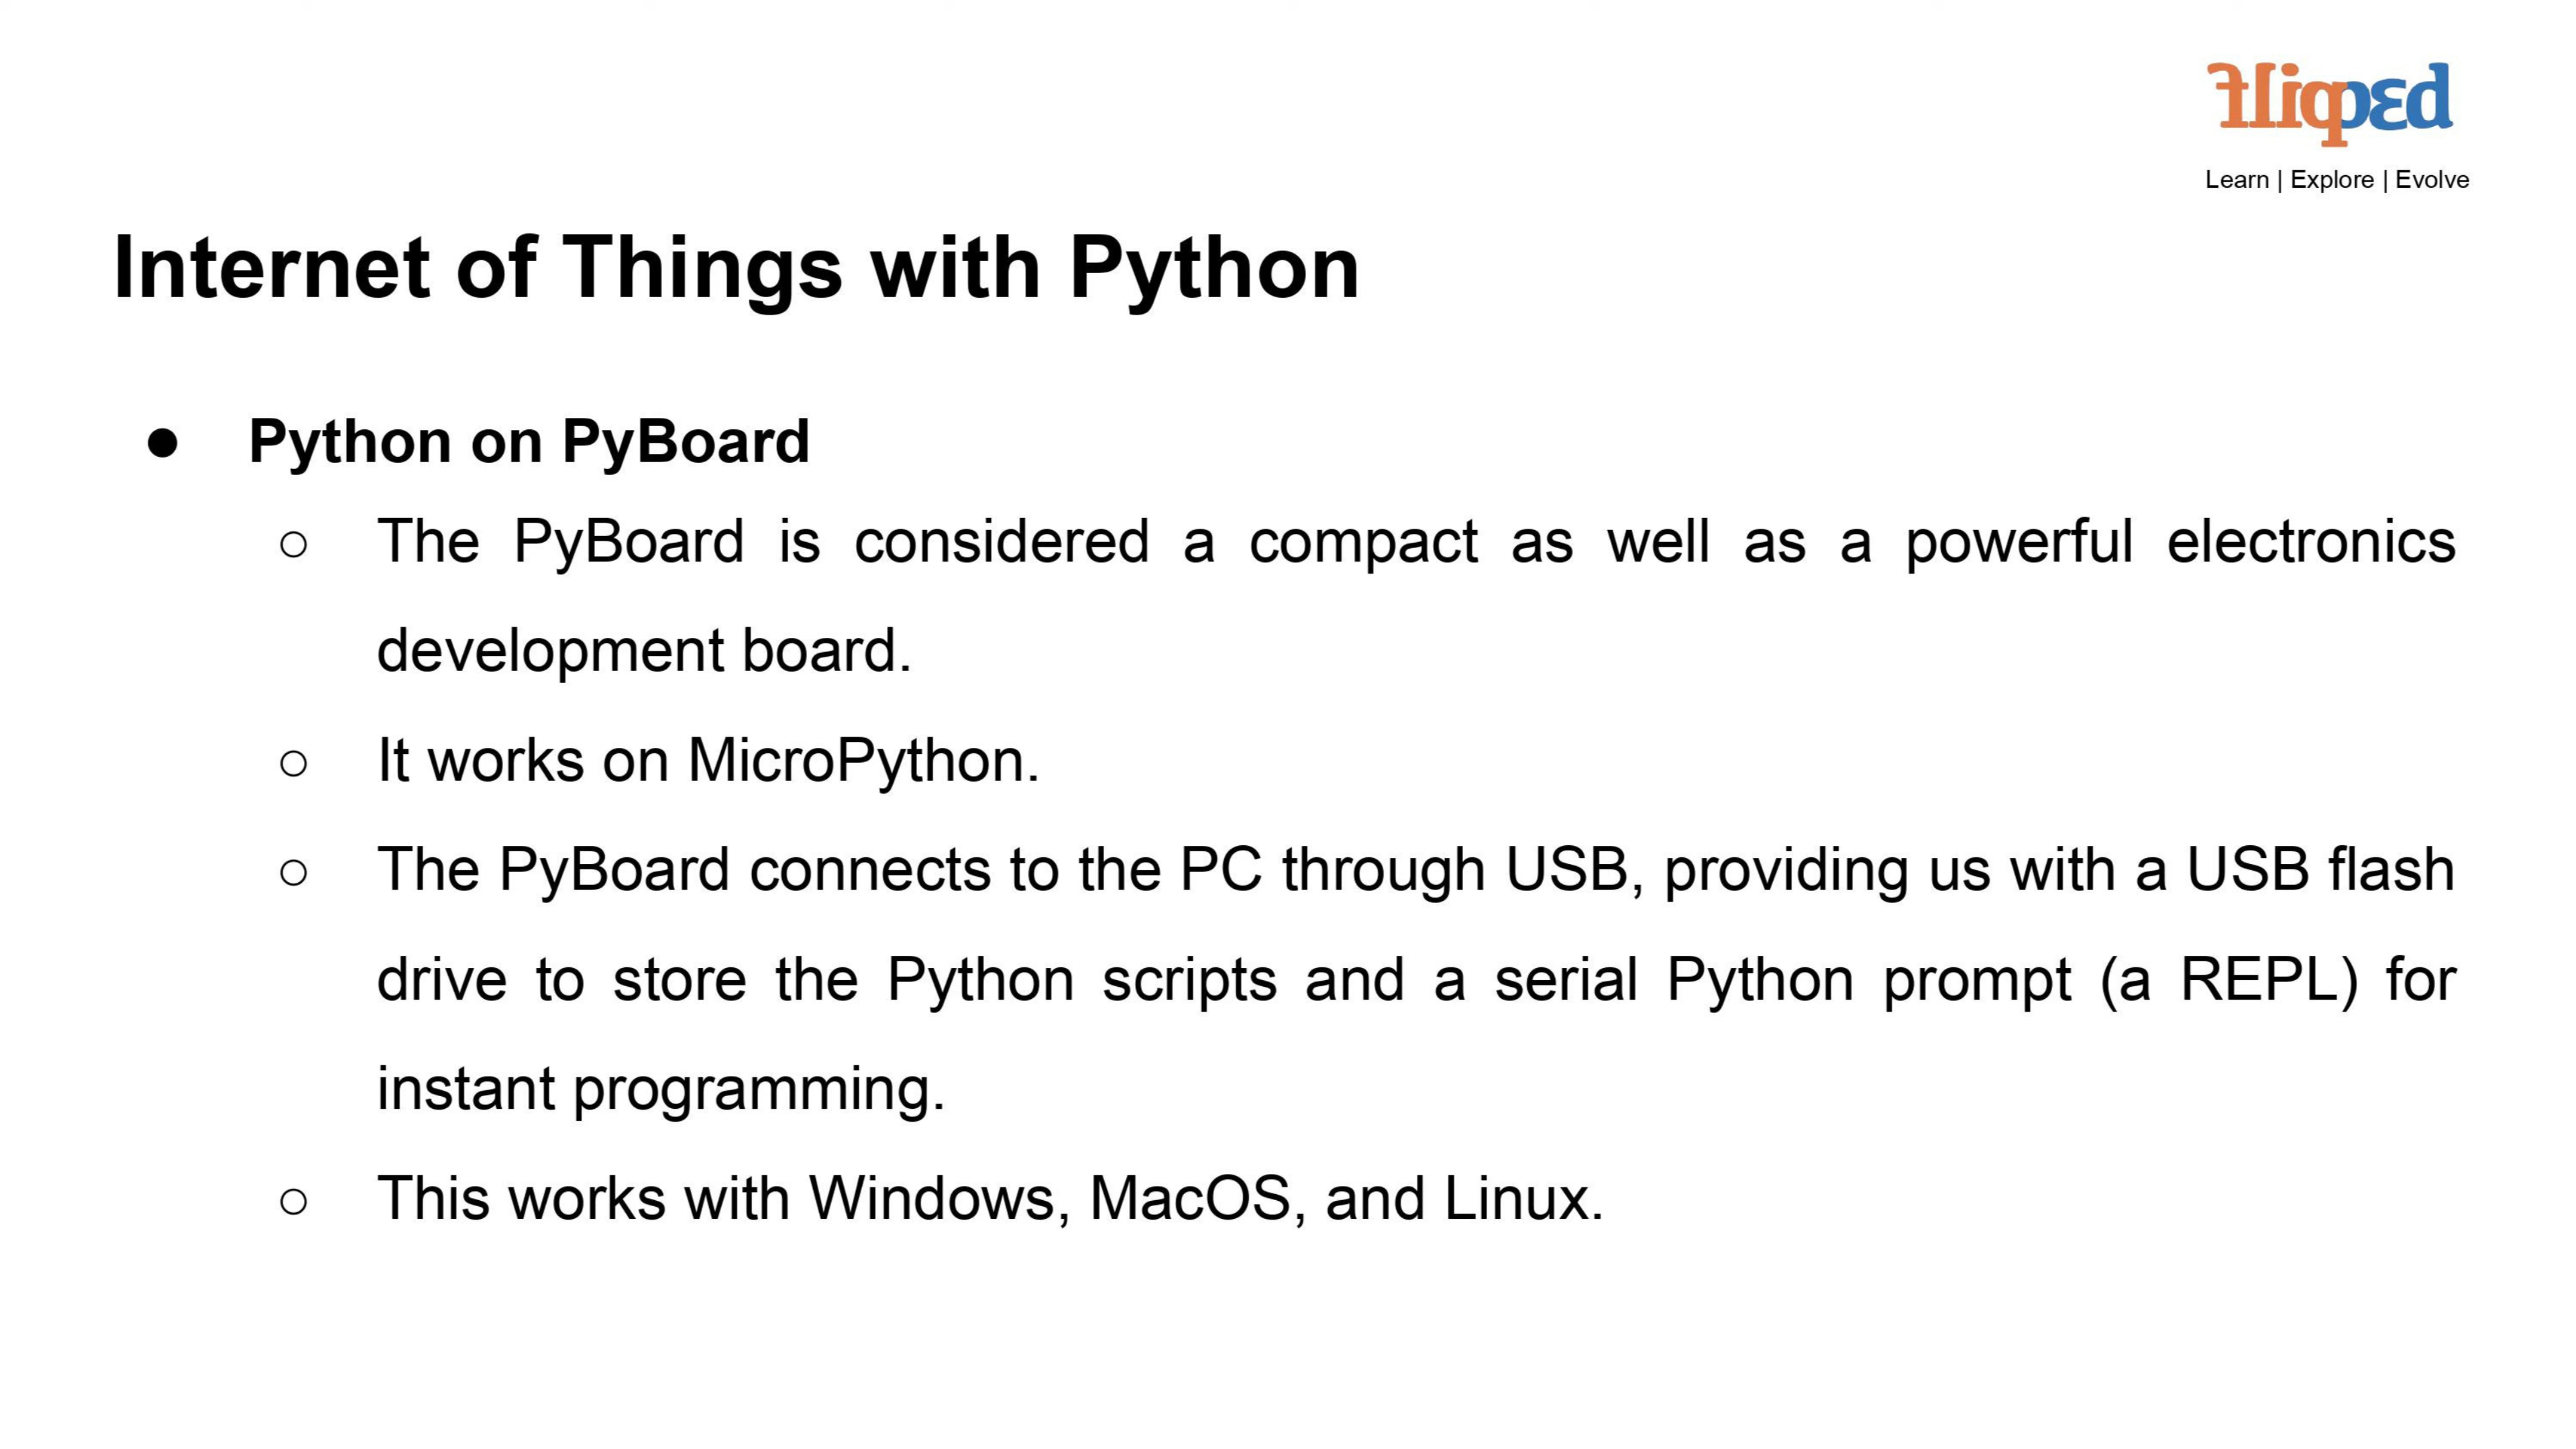 flipped
Learn | Explore | Evolve
Internet of Things with Python
● Python on PyBoard
○ The PyBoard is considered a compact as well as a powerful electronics
development board.
○ It works on MicroPython.
○ The PyBoard connects to the PC through USB, providing us with a USB flash
drive to store the Python scripts and a serial Python prompt (a REPL) for
instant programming.
○ This works with Windows, MacOS, and Linux.